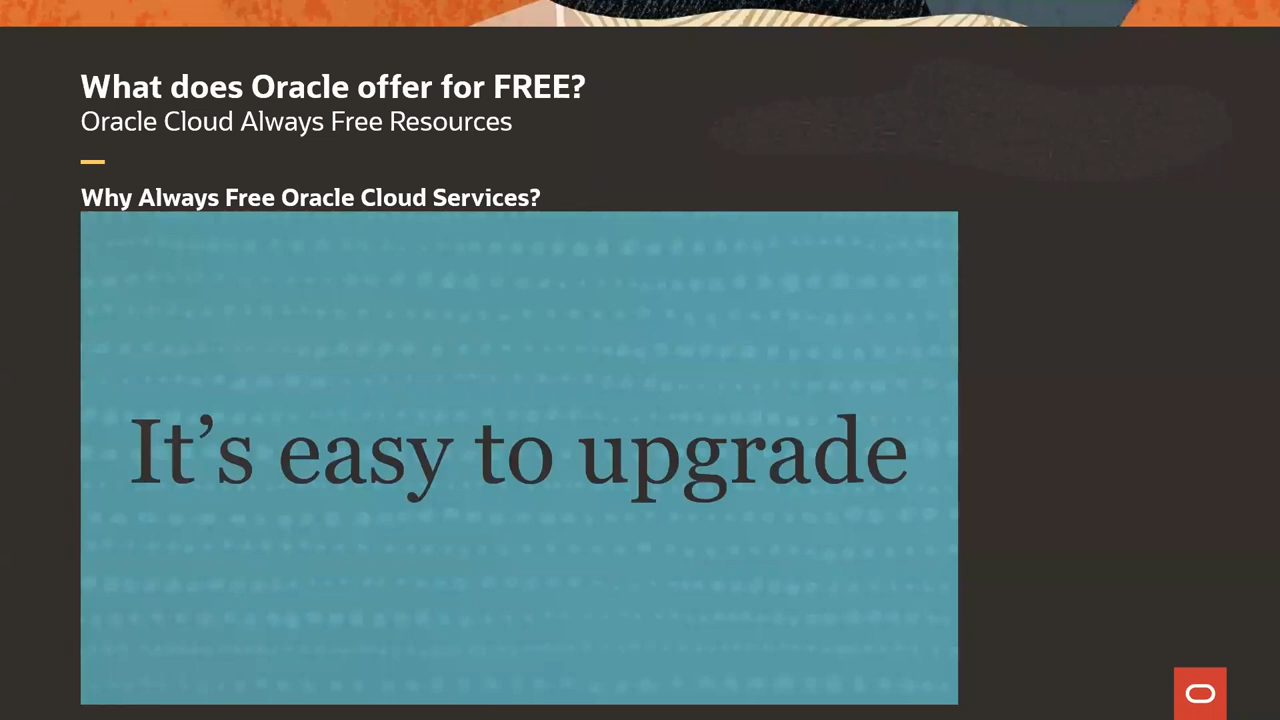 What does Oracle offer for FREE?
Oracle Cloud Always Free Resources
Why Always Free Oracle Cloud Services?
It’s easy to upgrade